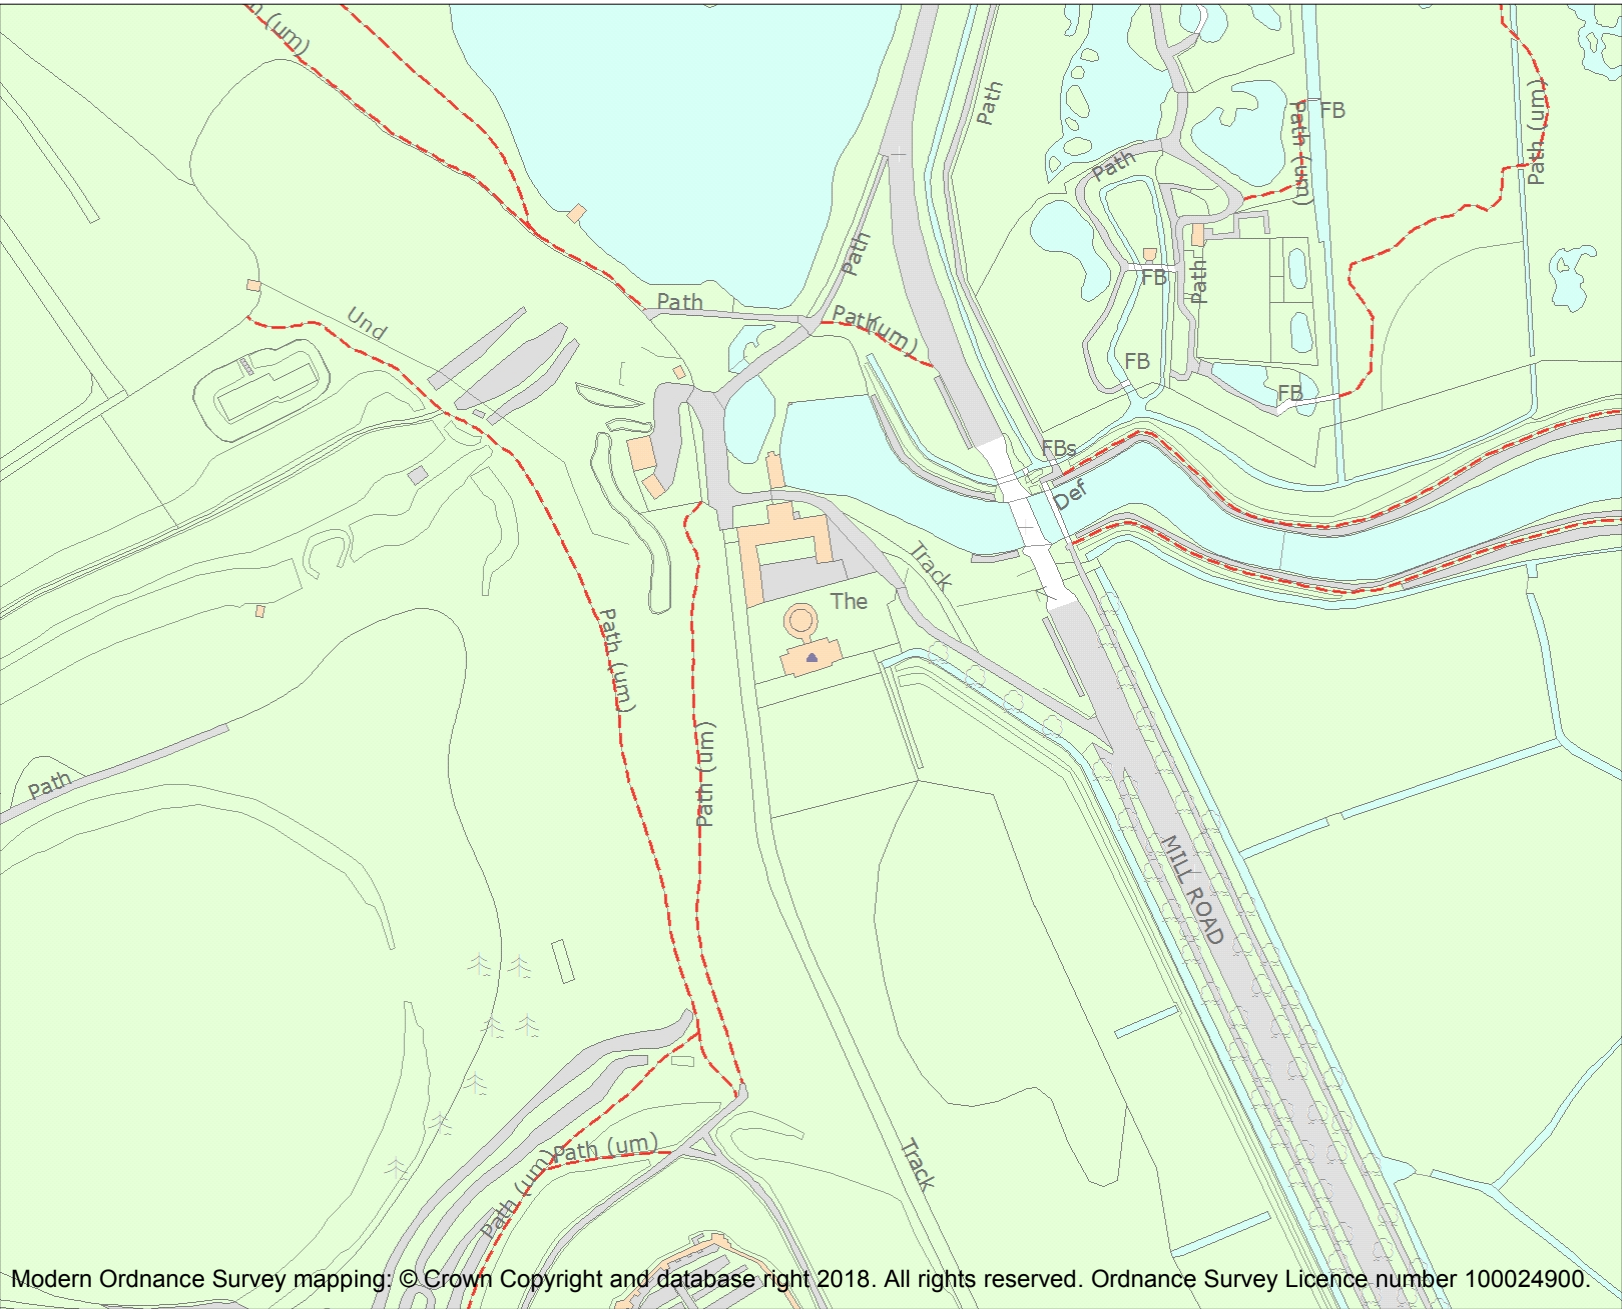 h (um)
Path
Path (um)
FB
Path (um)
Path
Path
FB
Path
Path
Und
Path (um)
FB
FB
FBs
Def
Track
The
Path (um)
Path (um)
Path
MILL ROAD
Path (um)
Path (um)
Track
Modern Ordnance Survey mapping: © Crown Copyright and database right 2018. All rights reserved. Ordnance Survey Licence number 100024900.